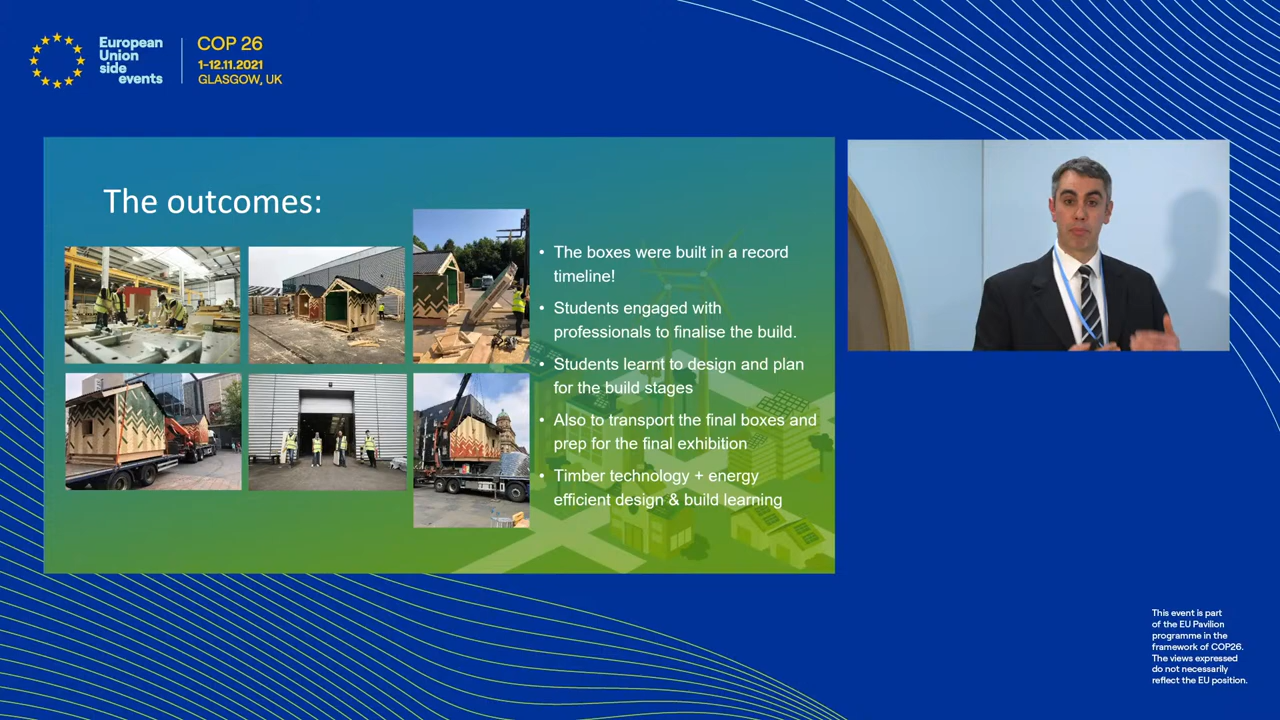 European
Union
side
events
COP 26
1-12.11.2021
GLASGOW, UK
The outcomes:
• The boxes were built in a record
timeline!
• Students engaged with
professionals to finalise the build.
• Students learnt to design and plan
for the build stages
• Also to transport the final boxes and
prep for the final exhibition
• Timber technology + energy
efficient design & build learning
This event is part
of the EU Pavilion
programme in the
framework of COP26.
The views expressed
do not necessarily
reflect the EU position.